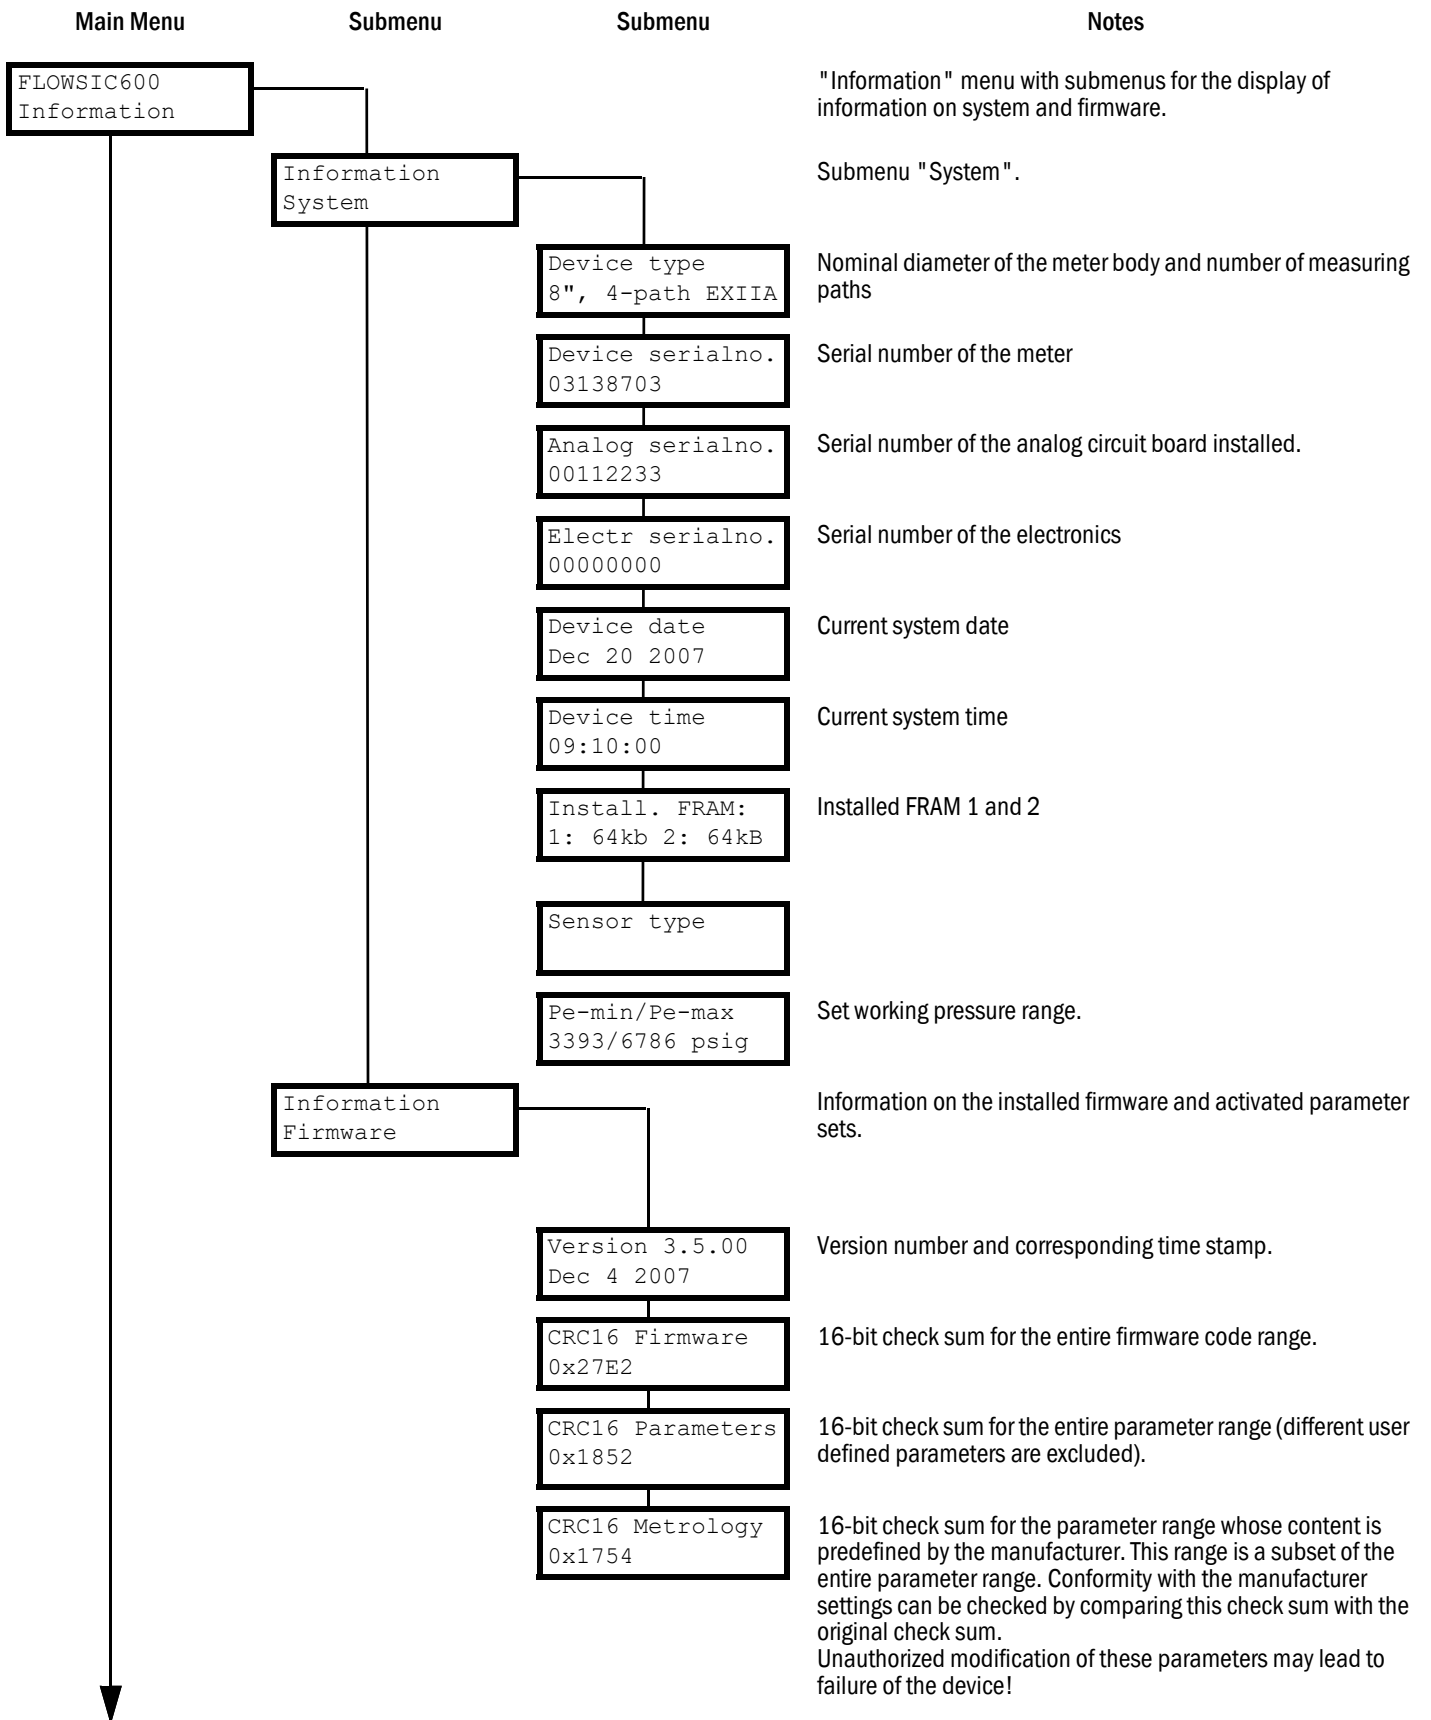 Main Menu Submenu Submenu Notes
FLOWSIC600
Information
"Information" menu with submenus for the display of
information on system and firmware.
Information
System
Submenu "System".
Device type
8", 4-path EXIIA
Nominal diameter of the meter body and number of measuring
paths
Device serialno.
03138703
Serial number of the meter
Analog serialno.
00112233
Serial number of the analog circuit board installed.
Electr serialno.
00000000
Serial number of the electronics
Device date
Dec 20 2007
Current system date
Device time
09:10:00
Current system time
Install. FRAM:
1: 64kb 2: 64kB
Installed FRAM 1 and 2
Sensor type
Pe-min/Pe-max
3393/6786 psig
Set working pressure range.
Information
Firmware
Information on the installed firmware and activated parameter
sets.
Version 3.5.00
Dec 4 2007
Version number and corresponding time stamp.
CRC16 Firmware
0x27E2
16-bit check sum for the entire firmware code range.
CRC16 Parameters
0x1852
16-bit check sum for the entire parameter range (different user
defined parameters are excluded).
CRC16 Metrology
0x1754
16-bit check sum for the parameter range whose content is
predefined by the manufacturer. This range is a subset of the
entire parameter range. Conformity with the manufacturer
settings can be checked by comparing this check sum with the
original check sum.
Unauthorized modification of these parameters may lead to
failure of the device!